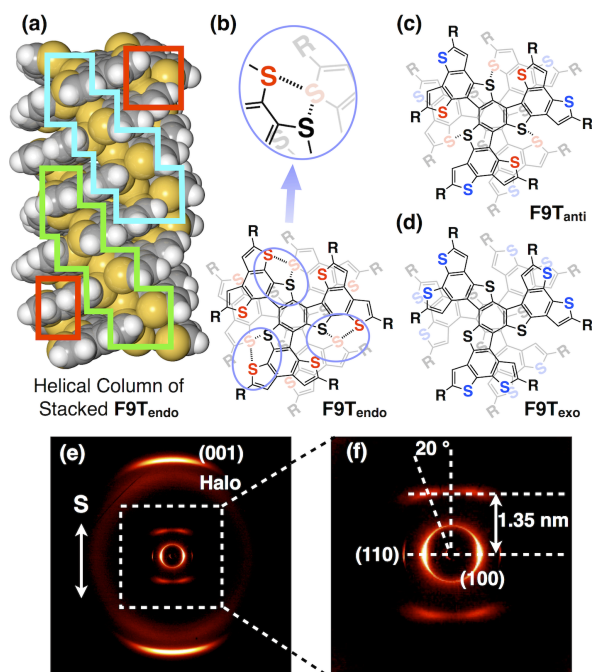 (a)
(b)
(c)
R
S
S
S
S
R
R
S
S
S
R
S
S
R
S
R
S
S
R
R
F9Tanti
(d)
R
R
S
S
R
S
S
R
S
S
R
R
F9Texo
R
R
S
S
R
R
S
S
S
R
R
F9Tendo
Helical Column of
Stacked F9Tendo
(e)
(001)
Halo
S
(f)
20 °
1.35 nm
(110)
(100)